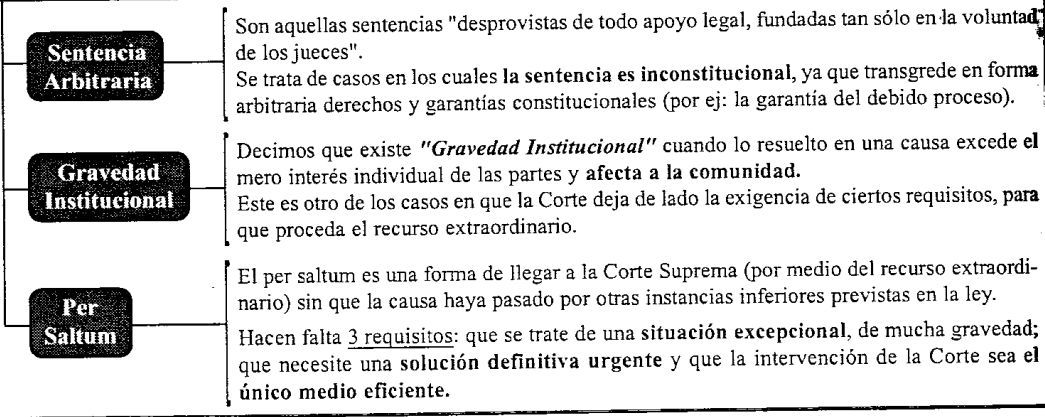 Sentencia
Arbitraria
Son aquellas sentencias "desprovistas de todo apoyo legal, fundadas tan sólo en la voluntad
de los jueces".
Se trata de casos en los cuales la sentencia es inconstitucional, ya que transgrede en forma
arbitraria derechos y garantías constitucionales (por ej: la garantía del debido proceso).
Gravedad
Institucional
Decimos que existe "Gravedad Institucional" cuando lo resuelto en una causa excede el
mero interés individual de las partes y afecta a la comunidad.
Este es otro de los casos en que la Corte deja de lado la exigencia de ciertos requisitos, para
que proceda el recurso extraordinario.
Per
Saltum
El per saltum es una forma de llegar a la Corte Suprema (por medio del recurso extraordi-
nario) sin que la causa haya pasado por otras instancias inferiores previstas en la ley.
Hacen falta 3 requisitos: que se trate de una situación excepcional, de mucha gravedad;
que necesite una solución definitiva urgente y que la intervención de la Corte sea el
único medio eficiente.